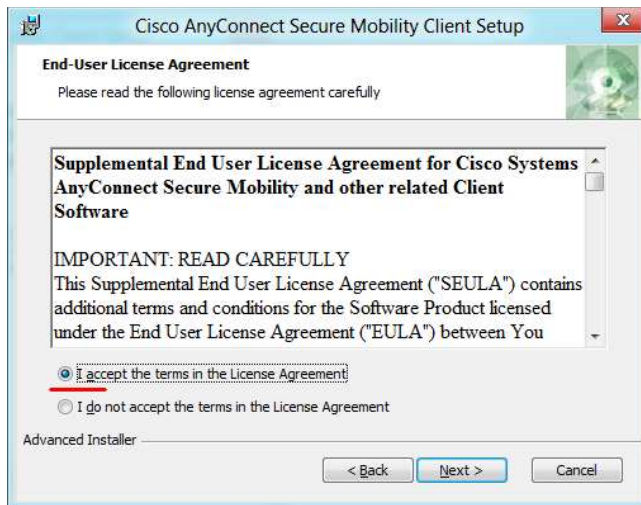 Cisco AnyConnect Secure Mobility Client Setup
x
End-User License Agreement
Please read the following license agreement carefully
Supplemental End User License Agreement for Cisco Systems
AnyConnect Secure Mobility and other related Client
Software
IMPORTANT: READ CAREFULLY
This Supplemental End User License Agreement ("SEULA") contains
additional terms and conditions for the Software Product licensed
under the End User License Agreement ("EULA") between You
I accept the terms in the License Agreement
I do not accept the terms in the License Agreement
Advanced Installer
< Back Next > Cancel